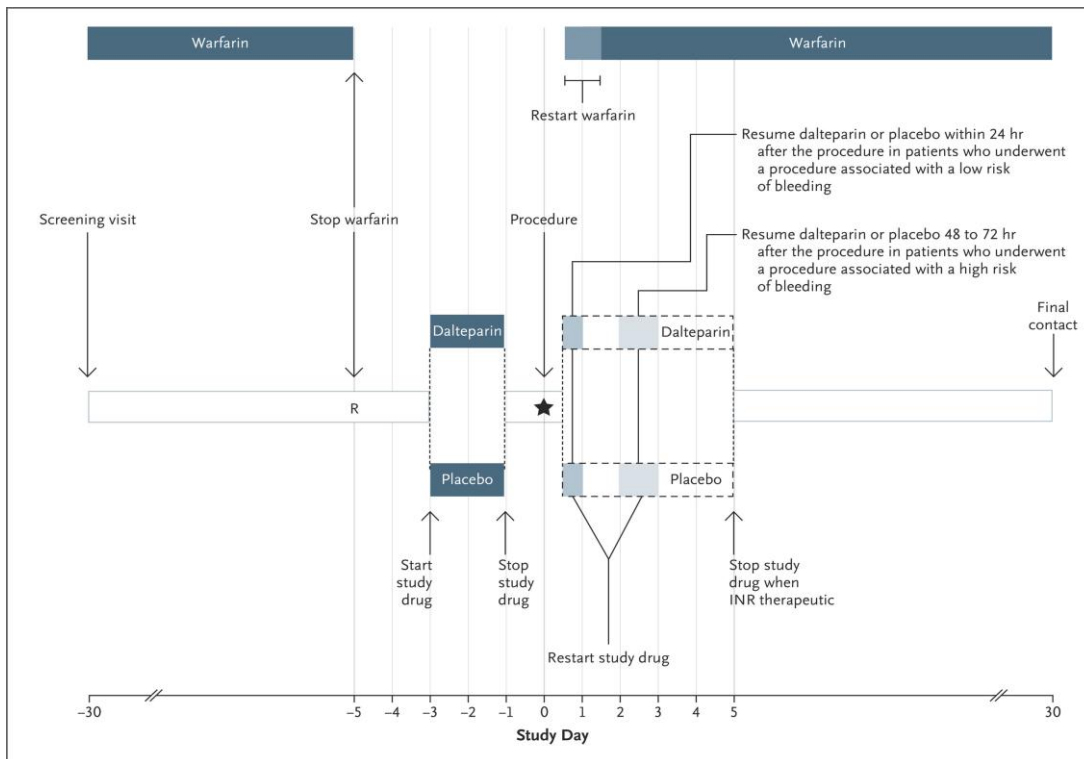 Warfarin
Warfarin
Restart warfarin
Resume dalteparin or placebo within 24 hr
after the procedure in patients who underwent
a procedure associated with a low risk
of bleeding
Screening visit
Stop warfarin
Procedure
Resume dalteparin or placebo 48 to 72 hr
after the procedure in patients who underwent
a procedure associated with a high risk
of bleeding
Final
contact
Dalteparin
Dalteparin
R
Placebo
Placebo
Start
study
drug
Stop
study
drug
Stop study
drug when
INR therapeutic
Restart study drug
–30
–5
–4
–3
–2
–1
0
1
2
3
4
5
30
Study Day